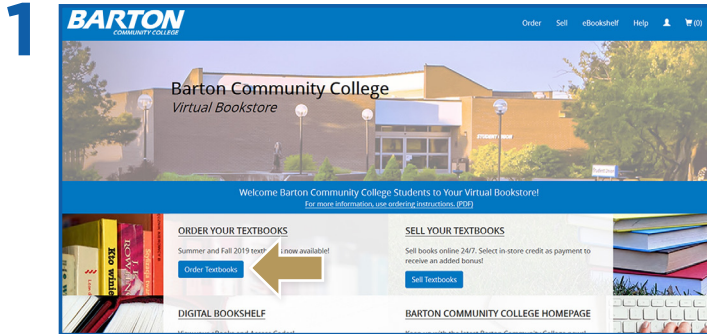 1
BARTON
COMMUNITY COLLEGE
Order Sell eBookshelf Help (0)
Barton Community College
Virtual Bookstore
STUDENT UNION
Welcome Barton Community College Students to Your Virtual Bookstore!
For more information, use ordering instructions. (PDF)
ORDER YOUR TEXTBOOKS
Summer and Fall 2019 now available!
Order Textbooks
SELL YOUR TEXTBOOKS
Sell books online 24/7. Select in-store credit as payment to
receive an added bonus!
Sell Textbooks
DIGITAL BOOKSHELF
BARTON COMMUNITY COLLEGE HOMEPAGE